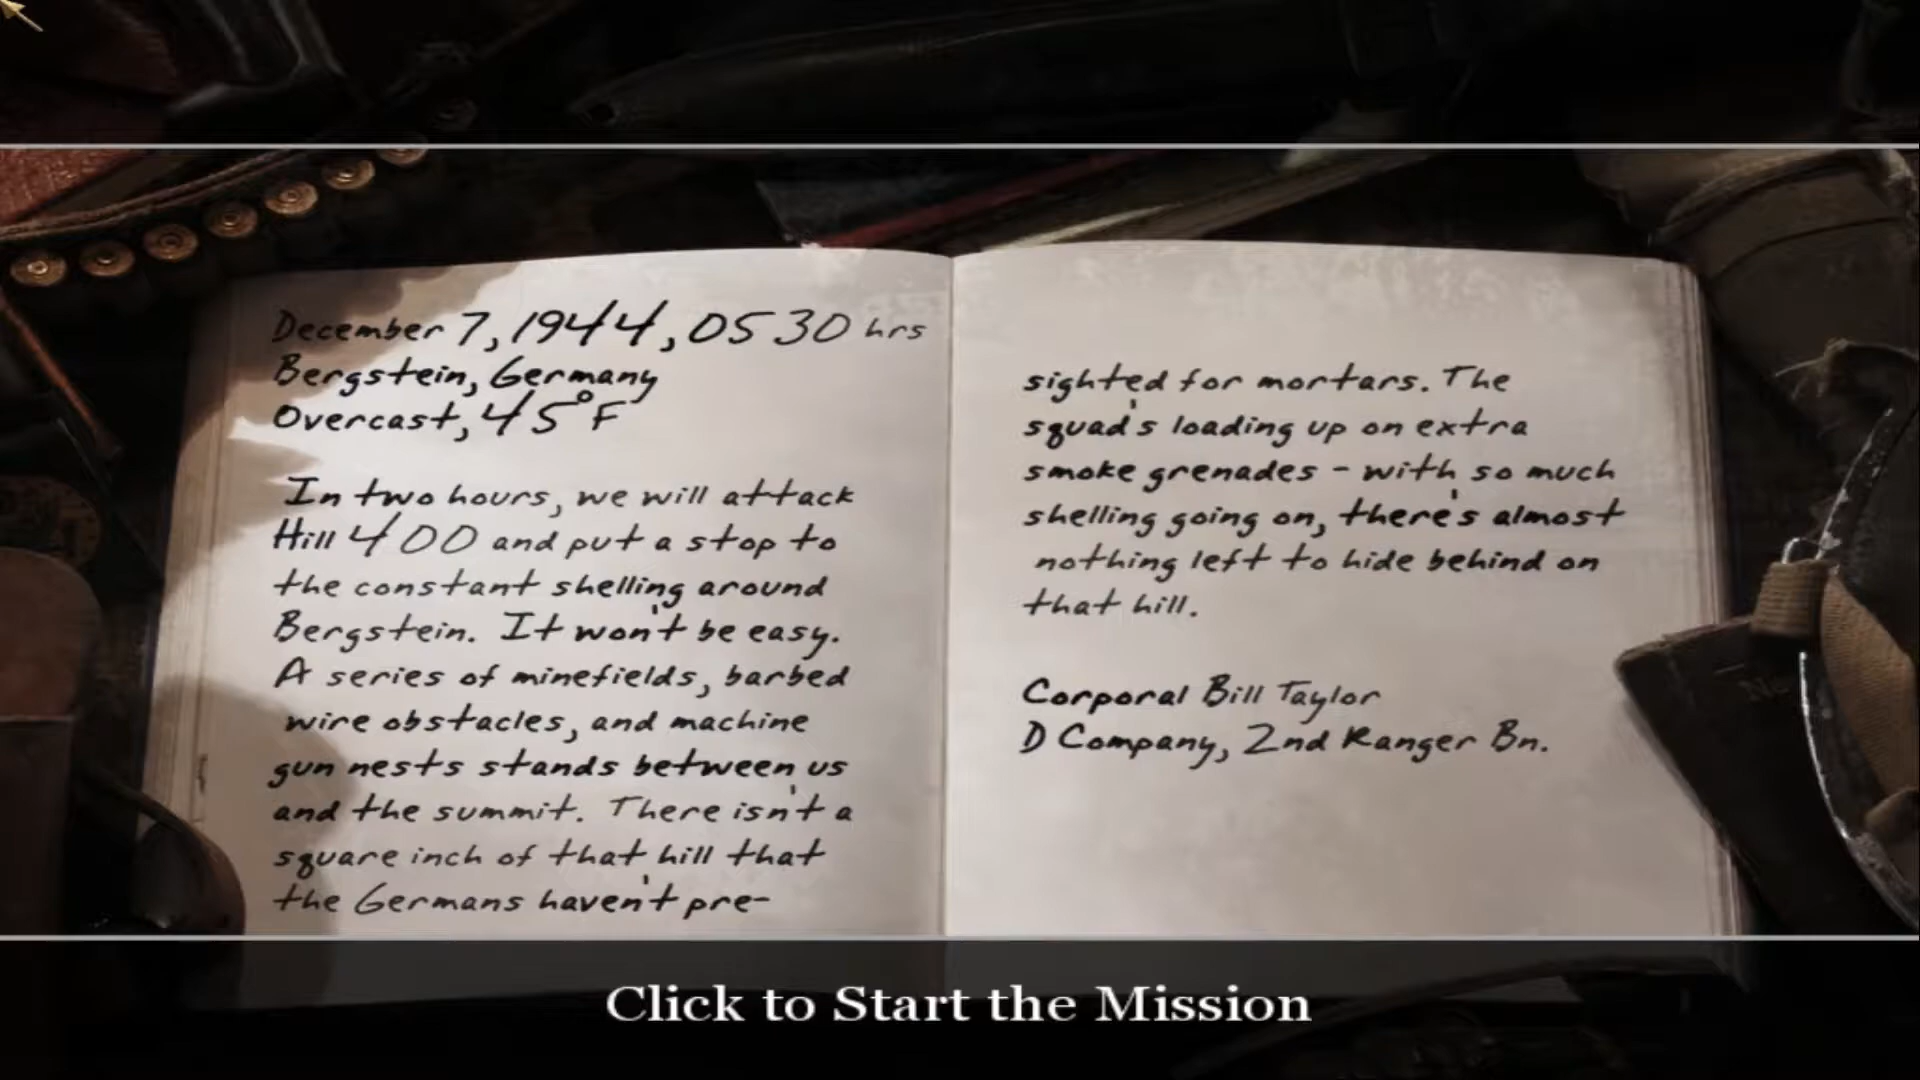 December 7, 1944, 0530 hrs
Bergstein, Germany
Overcast, 45°F
In two hours, we will attack
Hill 400 and put a stop to
the constant shelling around
Bergstein. It won't be easy.
A series of minefields, barbed
wire obstacles, and machine
gun nests stands between us
and the summit. There isn't a
square inch of that hill that
the Germans haven't pre-
sighted for mortars. The
squad's loading up on extra
smoke grenades - with so much
shelling going on, there's almost
nothing left to hide behind on
that hill.
Corporal Bill Taylor
D Company, 2nd Ranger Bn.
Click to Start the Mission